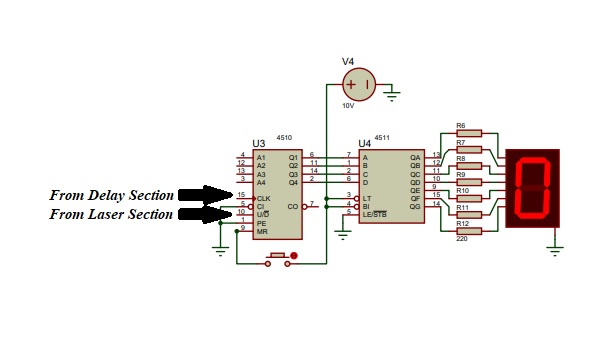 V4
10V
U3
4510
U4
4511
4 A1 Q1 6
12 A2 Q2 11
13 A3 Q3 14
3 A4 Q4 2
15 CLK
5 CI CO 7
10 U/D
1 PE
9 MR
7 A QA 13
1 B QB 12
2 C QC 11
6 D QD 10
QE 9
3 LT QF 15
4 BI QG 14
5 LE/STB
From Delay Section
From Laser Section
R6
R7
R8
R9
R10
R11
R12
220